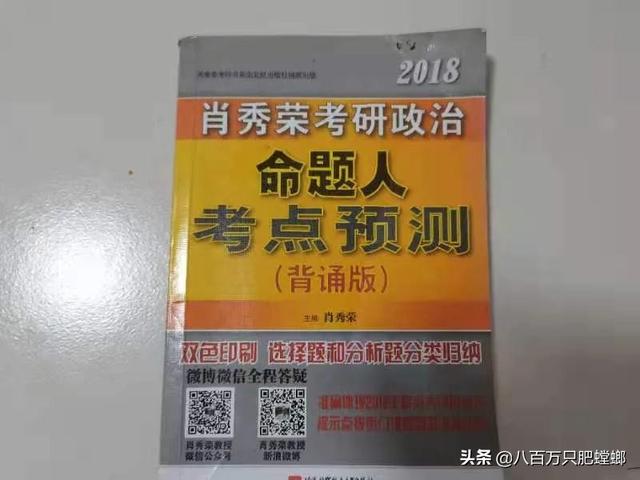 2018
肖秀荣考研政治
命题人
考点预测
（背诵版）
主编 肖秀荣
双色印刷 选择题和分析题分类归纳
微博微信全程答疑
肖秀荣教授 肖秀荣教授
微信公众号 新浪微博
头条 @八百万只肥螳螂